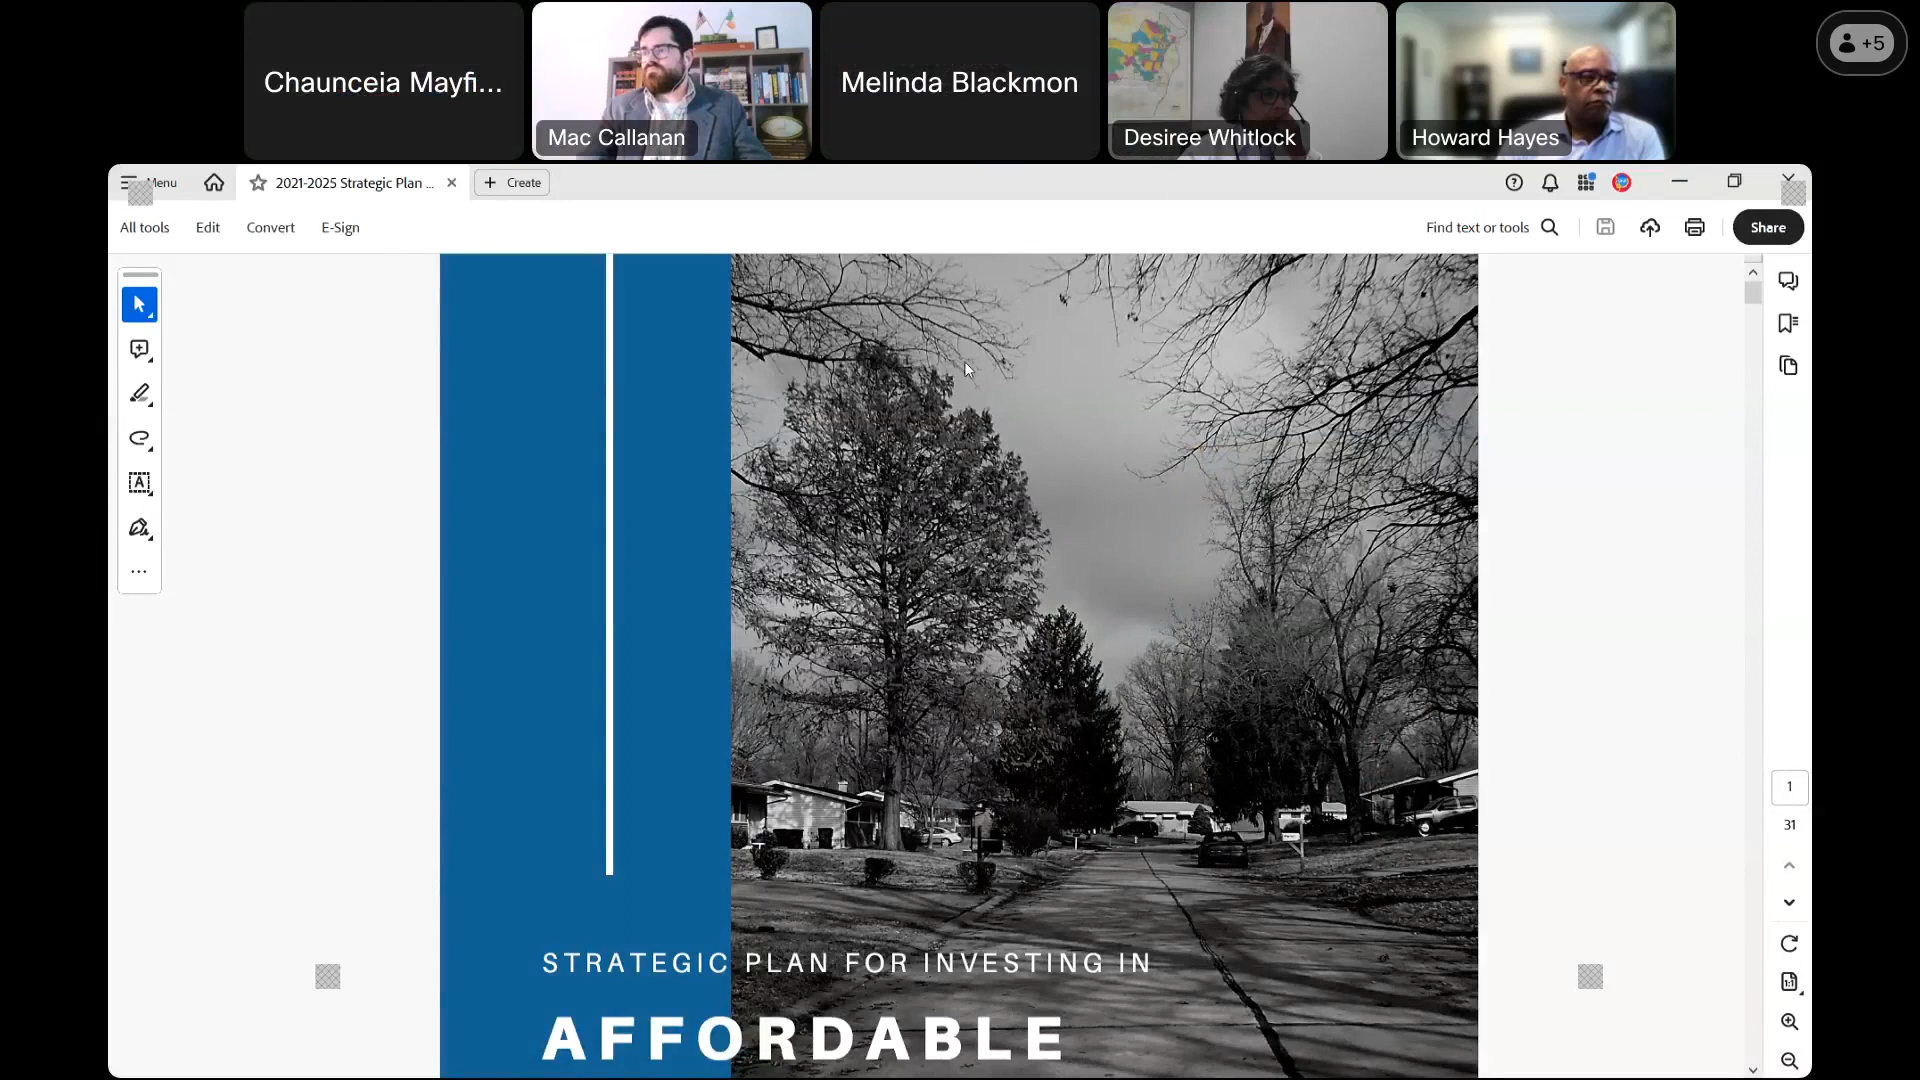 Chaunceia Mayfi...
Mac Callanan
Melinda Blackmon
Desiree Whitlock
Howard Hayes
+5
Menu
2021-2025 Strategic Plan ...
Create
All tools
Edit
Convert
E-Sign
Find text or tools
Share
1
31
STRATEGIC PLAN FOR INVESTING IN
AFFORDABLE